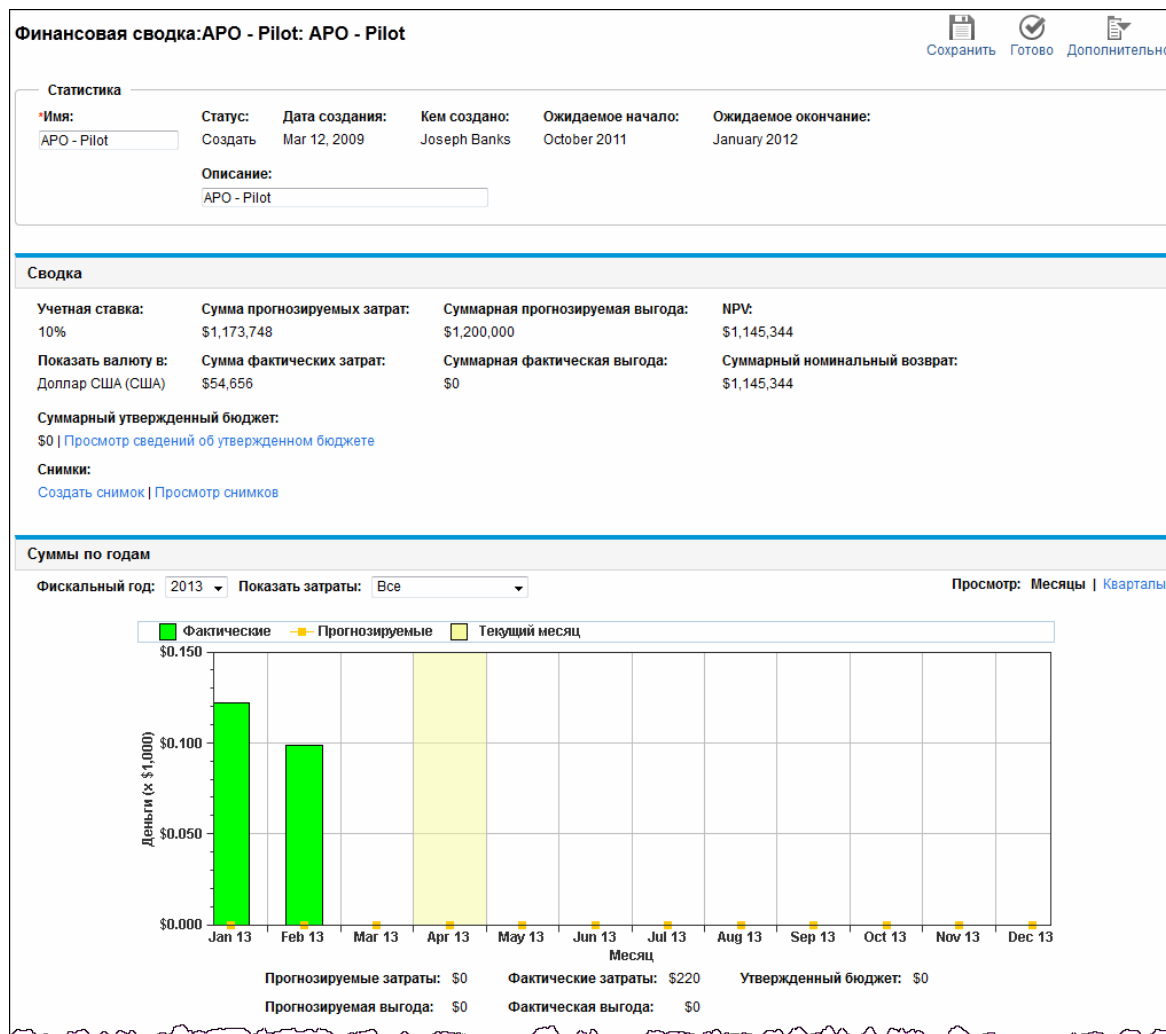 Финансовая сводка:APO - Pilot: APO - Pilot
Сохранить Готово Дополнительно
Статистика
*Имя: Статус: Дата создания: Кем создано: Ожидаемое начало: Ожидаемое окончание:
APO - Pilot Создать Mar 12, 2009 Joseph Banks October 2011 January 2012
Описание:
APO - Pilot
Сводка
Учетная ставка: Сумма прогнозируемых затрат: Суммарная прогнозируемая выгода: NPV:
10% $1,173,748 $1,200,000 $1,145,344
Показать валюту в: Сумма фактических затрат: Суммарная фактическая выгода: Суммарный номинальный возврат:
Доллар США (США) $54,656 $0 $1,145,344
Суммарный утвержденный бюджет:
$0 | Просмотр сведений об утвержденном бюджете
Снимки:
Создать снимок | Просмотр снимков
Суммы по годам
Фискальный год: 2013 Показать затраты: Все Просмотр: Месяцы | Кварталы
Фактические Прогнозируемые Текущий месяц
$0.150
$0.100
$0.050
$0.000
Деньги (x $1,000)
Jan 13 Feb 13 Mar 13 Apr 13 May 13 Jun 13 Jul 13 Aug 13 Sep 13 Oct 13 Nov 13 Dec 13
Месяц
Прогнозируемые затраты: $0 Фактические затраты: $220 Утвержденный бюджет: $0
Прогнозируемая выгода: $0 Фактическая выгода: $0